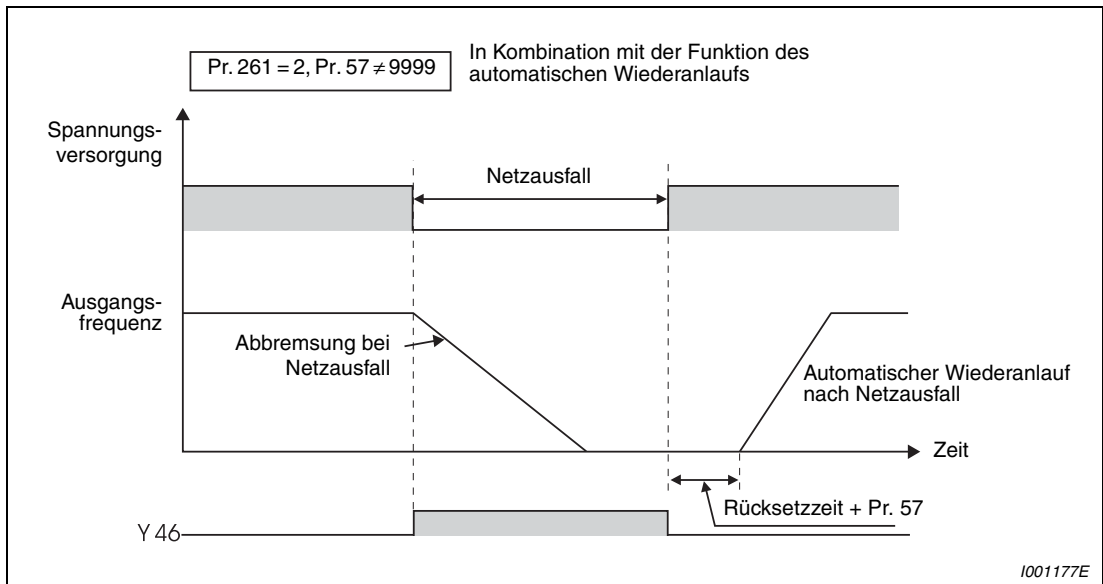 Pr. 261 = 2, Pr. 57 ≠ 9999
In Kombination mit der Funktion des
automatischen Wiederanlaufs
Spannungs-
versorgung
Netzausfall
Ausgangs-
frequenz
Abbremsung bei
Netzausfall
Automatischer Wiederanlauf
nach Netzausfall
Zeit
Rücksetzzeit + Pr. 57
Y 46
I001177E